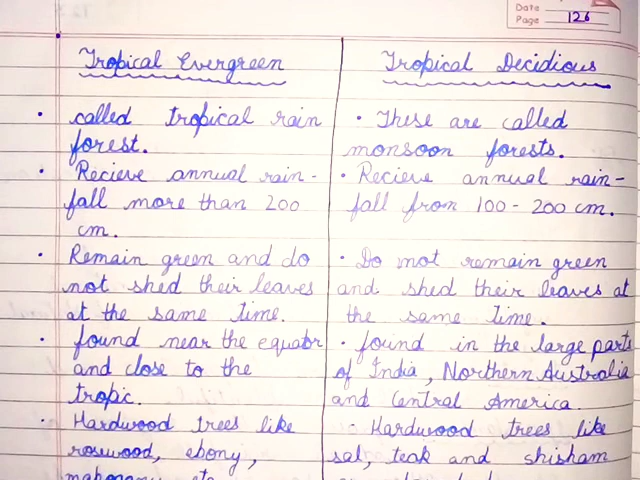 Date
Page 126
Tropical Evergreen
called tropical rain
forest.
Recieve annual rain-
fall more than 200
cm.
Remain green and do
not shed their leaves
at the same time.
found near the equator
and close to the
tropic.
Hardwood trees like
rosewood, ebony,
mahogany etc
Tropical Decidious
These are called
monsoon forests.
Recieve annual rain-
fall from 100-200 cm.
Do not remain green
and shed their leaves at
the same time.
found in the large parts
of India, Northern Australia
and Central America.
Hardwood trees like
sal, teak and shisham